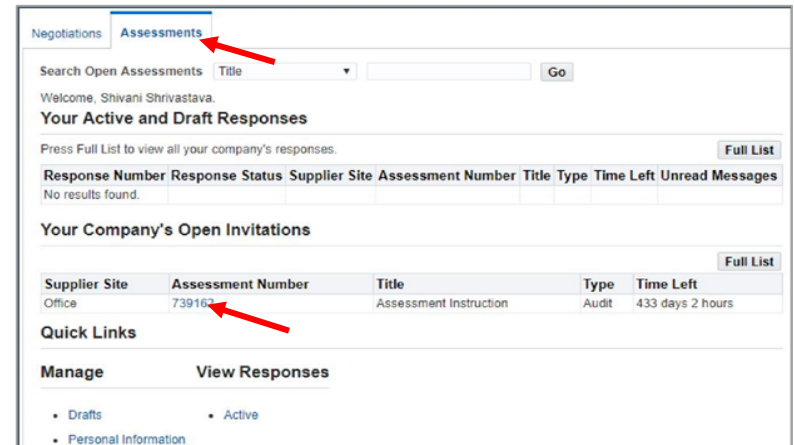 Negotiations Assessments
Search Open Assessments Title Go
Welcome, Shivani Shrivastava.
Your Active and Draft Responses
Press Full List to view all your company's responses. Full List
Response Number Response Status Supplier Site Assessment Number Title Type Time Left Unread Messages
No results found.
Your Company's Open Invitations
Full List
Supplier Site Assessment Number Title Type Time Left
Office Assessment Instruction Audit 433 days 2 hours
Quick Links
Manage View Responses
• Drafts • Active
• Personal Information